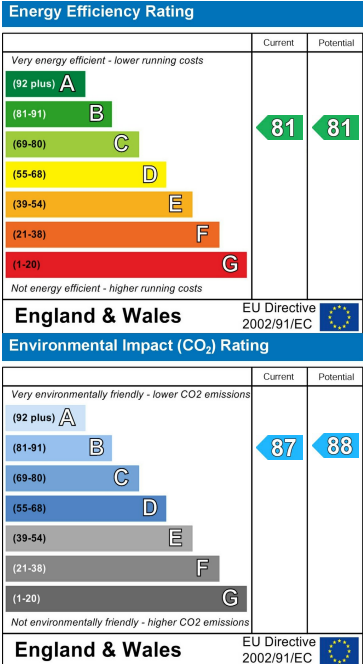 Energy Efficiency Rating
Current Potential
Very energy efficient - lower running costs
(92 plus) A
(81-91) B
81 81
(69-80) C
(55-68) D
(39-54) E
(21-38) F
(1-20) G
Not energy efficient - higher running costs
England & Wales
EU Directive
2002/91/EC
Environmental Impact (CO₂) Rating
Current Potential
Very environmentally friendly - lower CO2 emissions
(92 plus) A
(81-91) B
87 88
(69-80) C
(55-68) D
(39-54) E
(21-38) F
(1-20) G
Not environmentally friendly - higher CO2 emissions
England & Wales
EU Directive
2002/91/EC